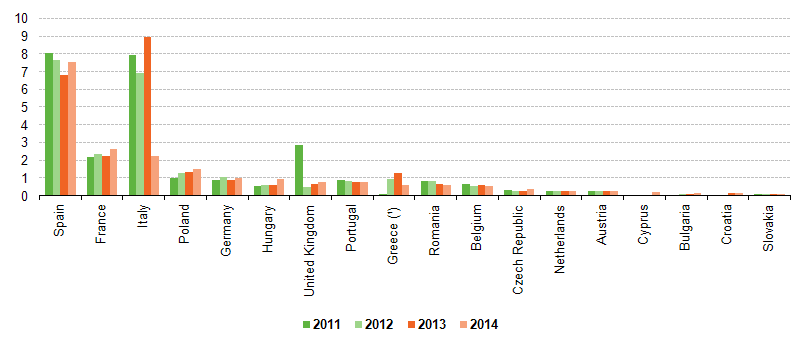 10
9
8
7
6
5
4
3
2
1
0
Spain
France
Italy
Poland
Germany
Hungary
United Kingdom
Portugal
Greece (')
Romania
Belgium
Czech Republic
Netherlands
Austria
Cyprus
Bulgaria
Croatia
Slovakia
2011 2012 2013 2014